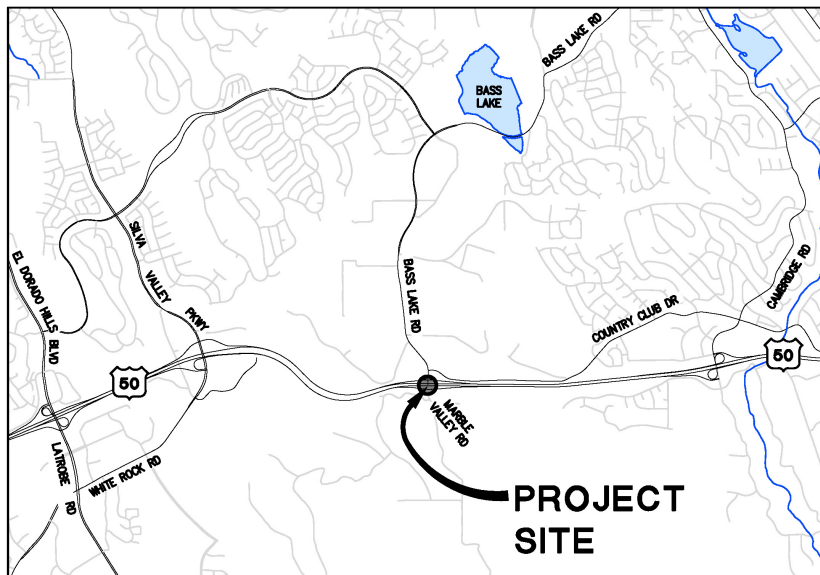 BASS LAKE RD
BASS
LAKE
SILVA
VALLEY
PKWY
EL DORADO HILLS BLVD
BASS LAKE RD
CAMBRIDGE RD
COUNTRY CLUB DR
50
50
MARBLE
VALLEY RD
LATROBE RD
WHITE ROCK RD
PROJECT
SITE